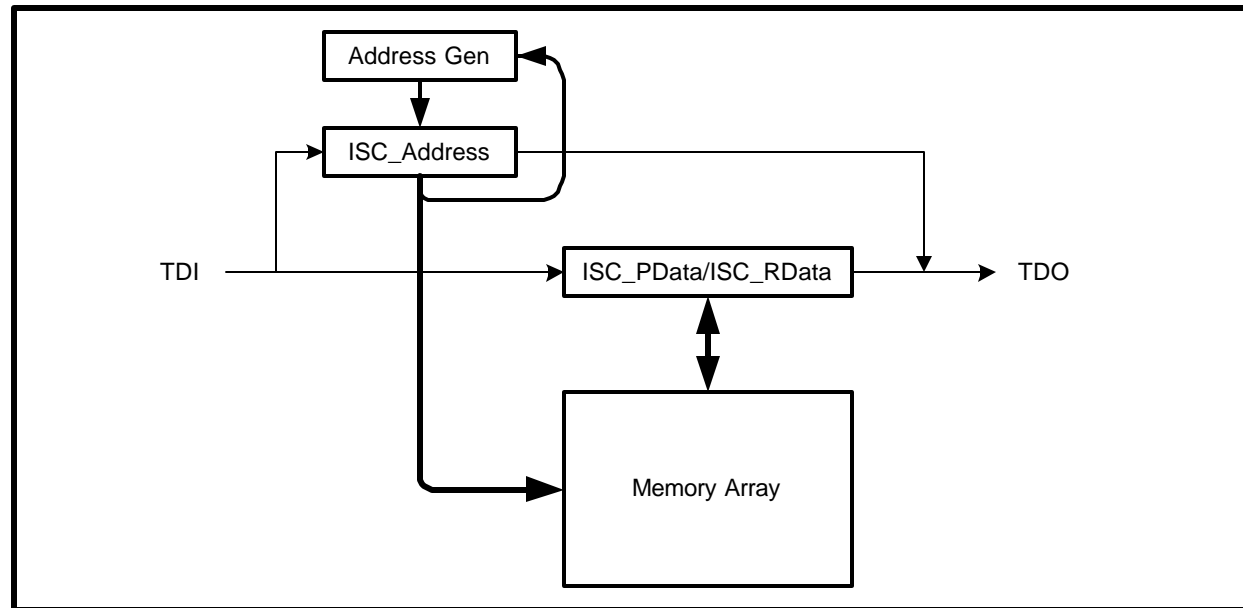 Address Gen
ISC_Address
TDI
ISC_PData/ISC_RData
TDO
Memory Array